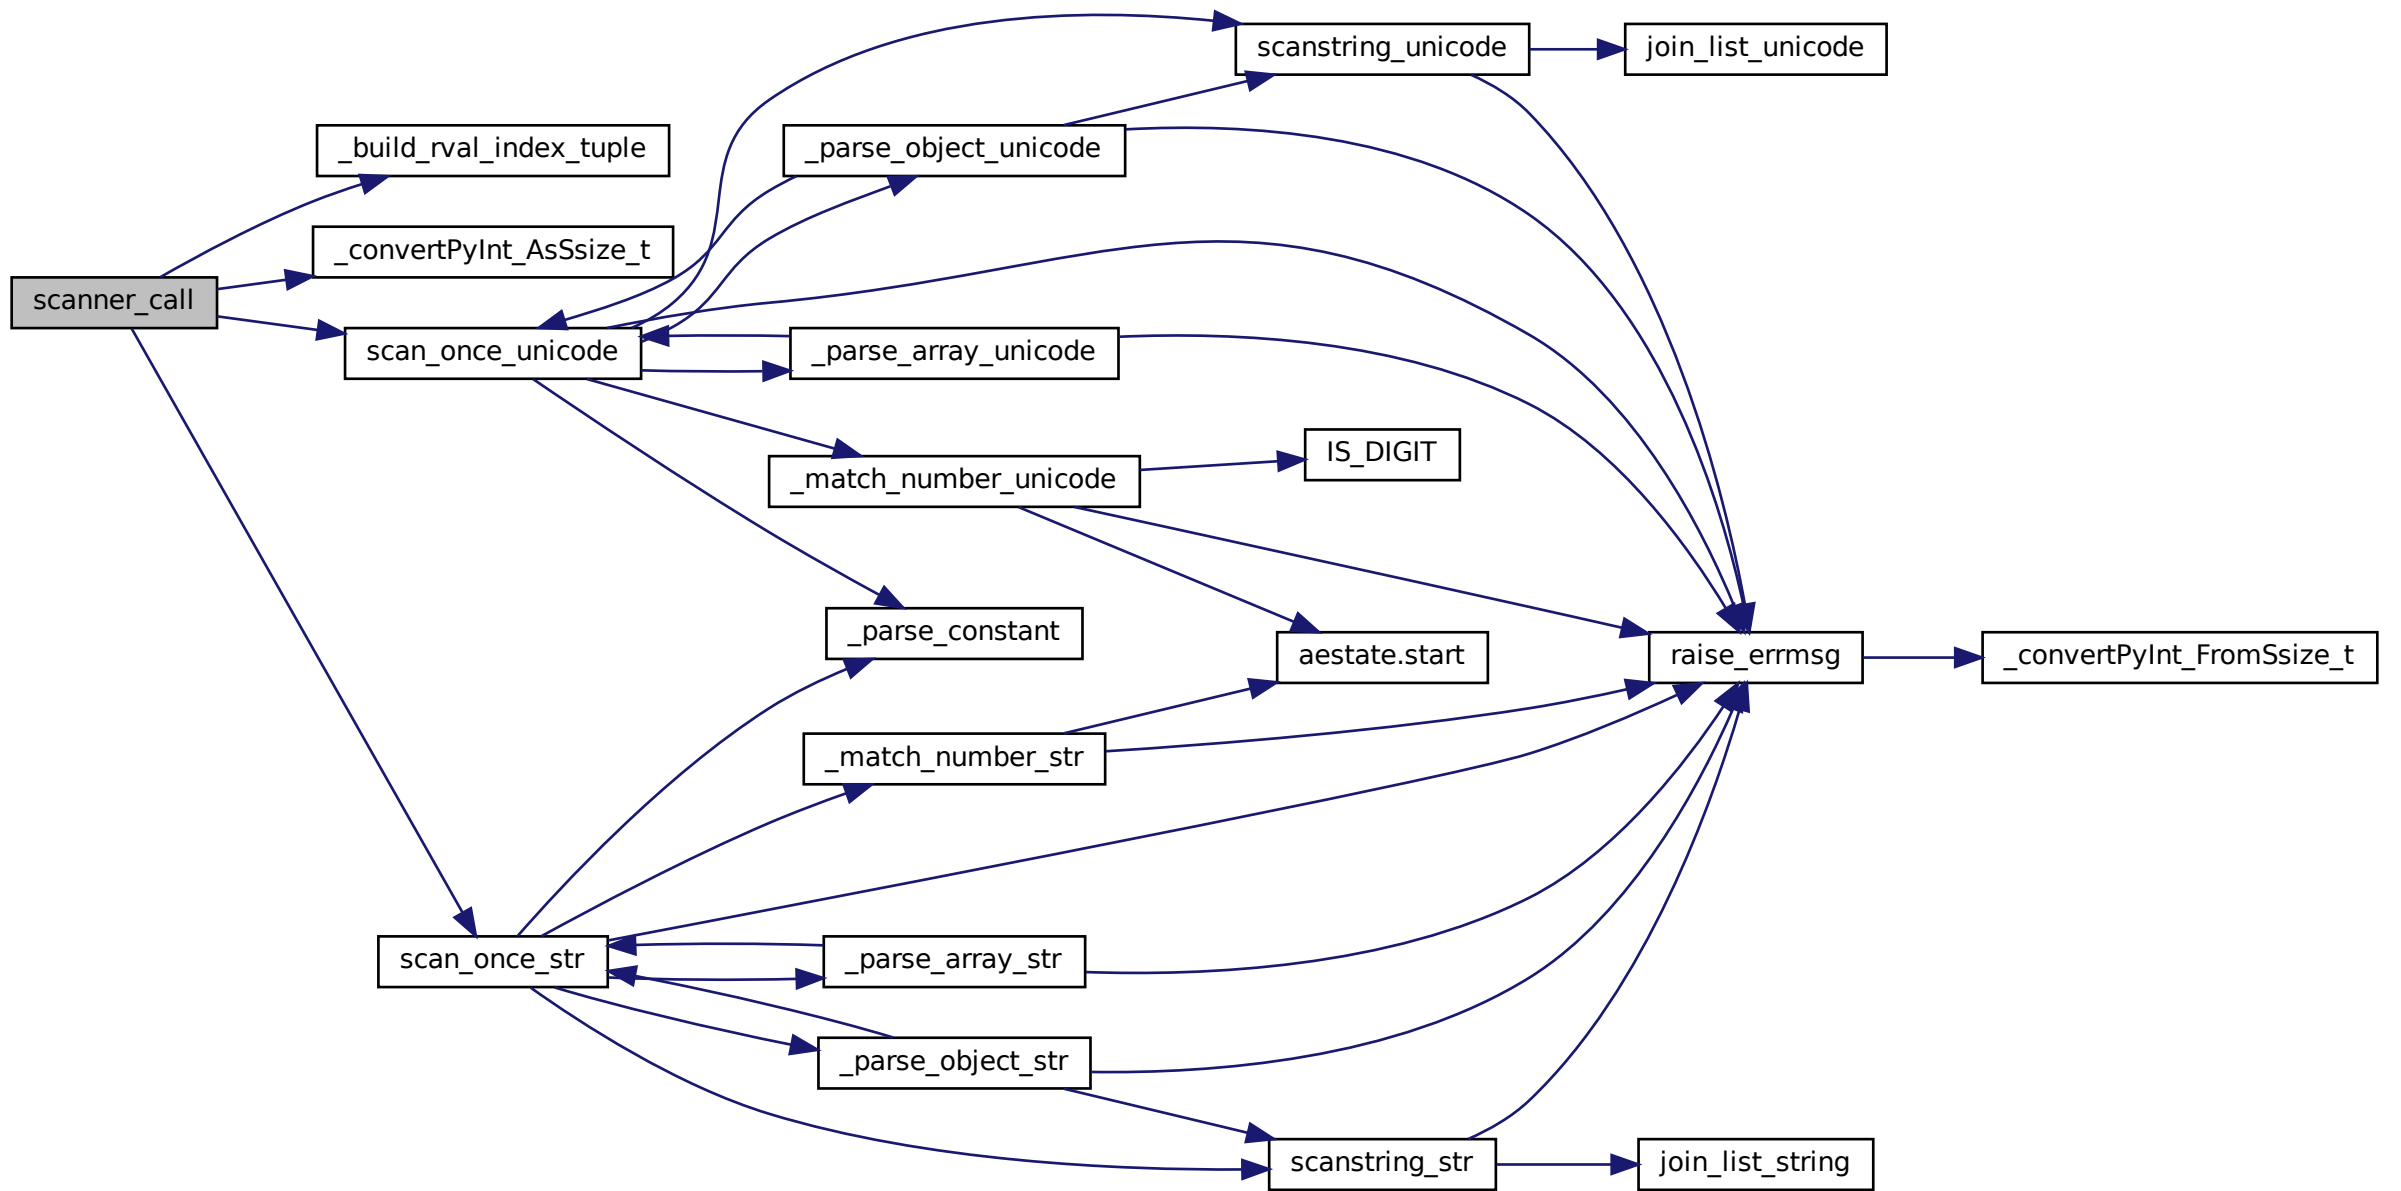 scanner_call
_build_rval_index_tuple
_convertPyInt_AsSsize_t
scan_once_unicode
scan_once_str
_parse_object_unicode
_parse_array_unicode
_match_number_unicode
_parse_constant
_match_number_str
_parse_array_str
_parse_object_str
scanstring_unicode
IS_DIGIT
aestate.start
scanstring_str
join_list_unicode
raise_errmsg
join_list_string
_convertPyInt_FromSsize_t